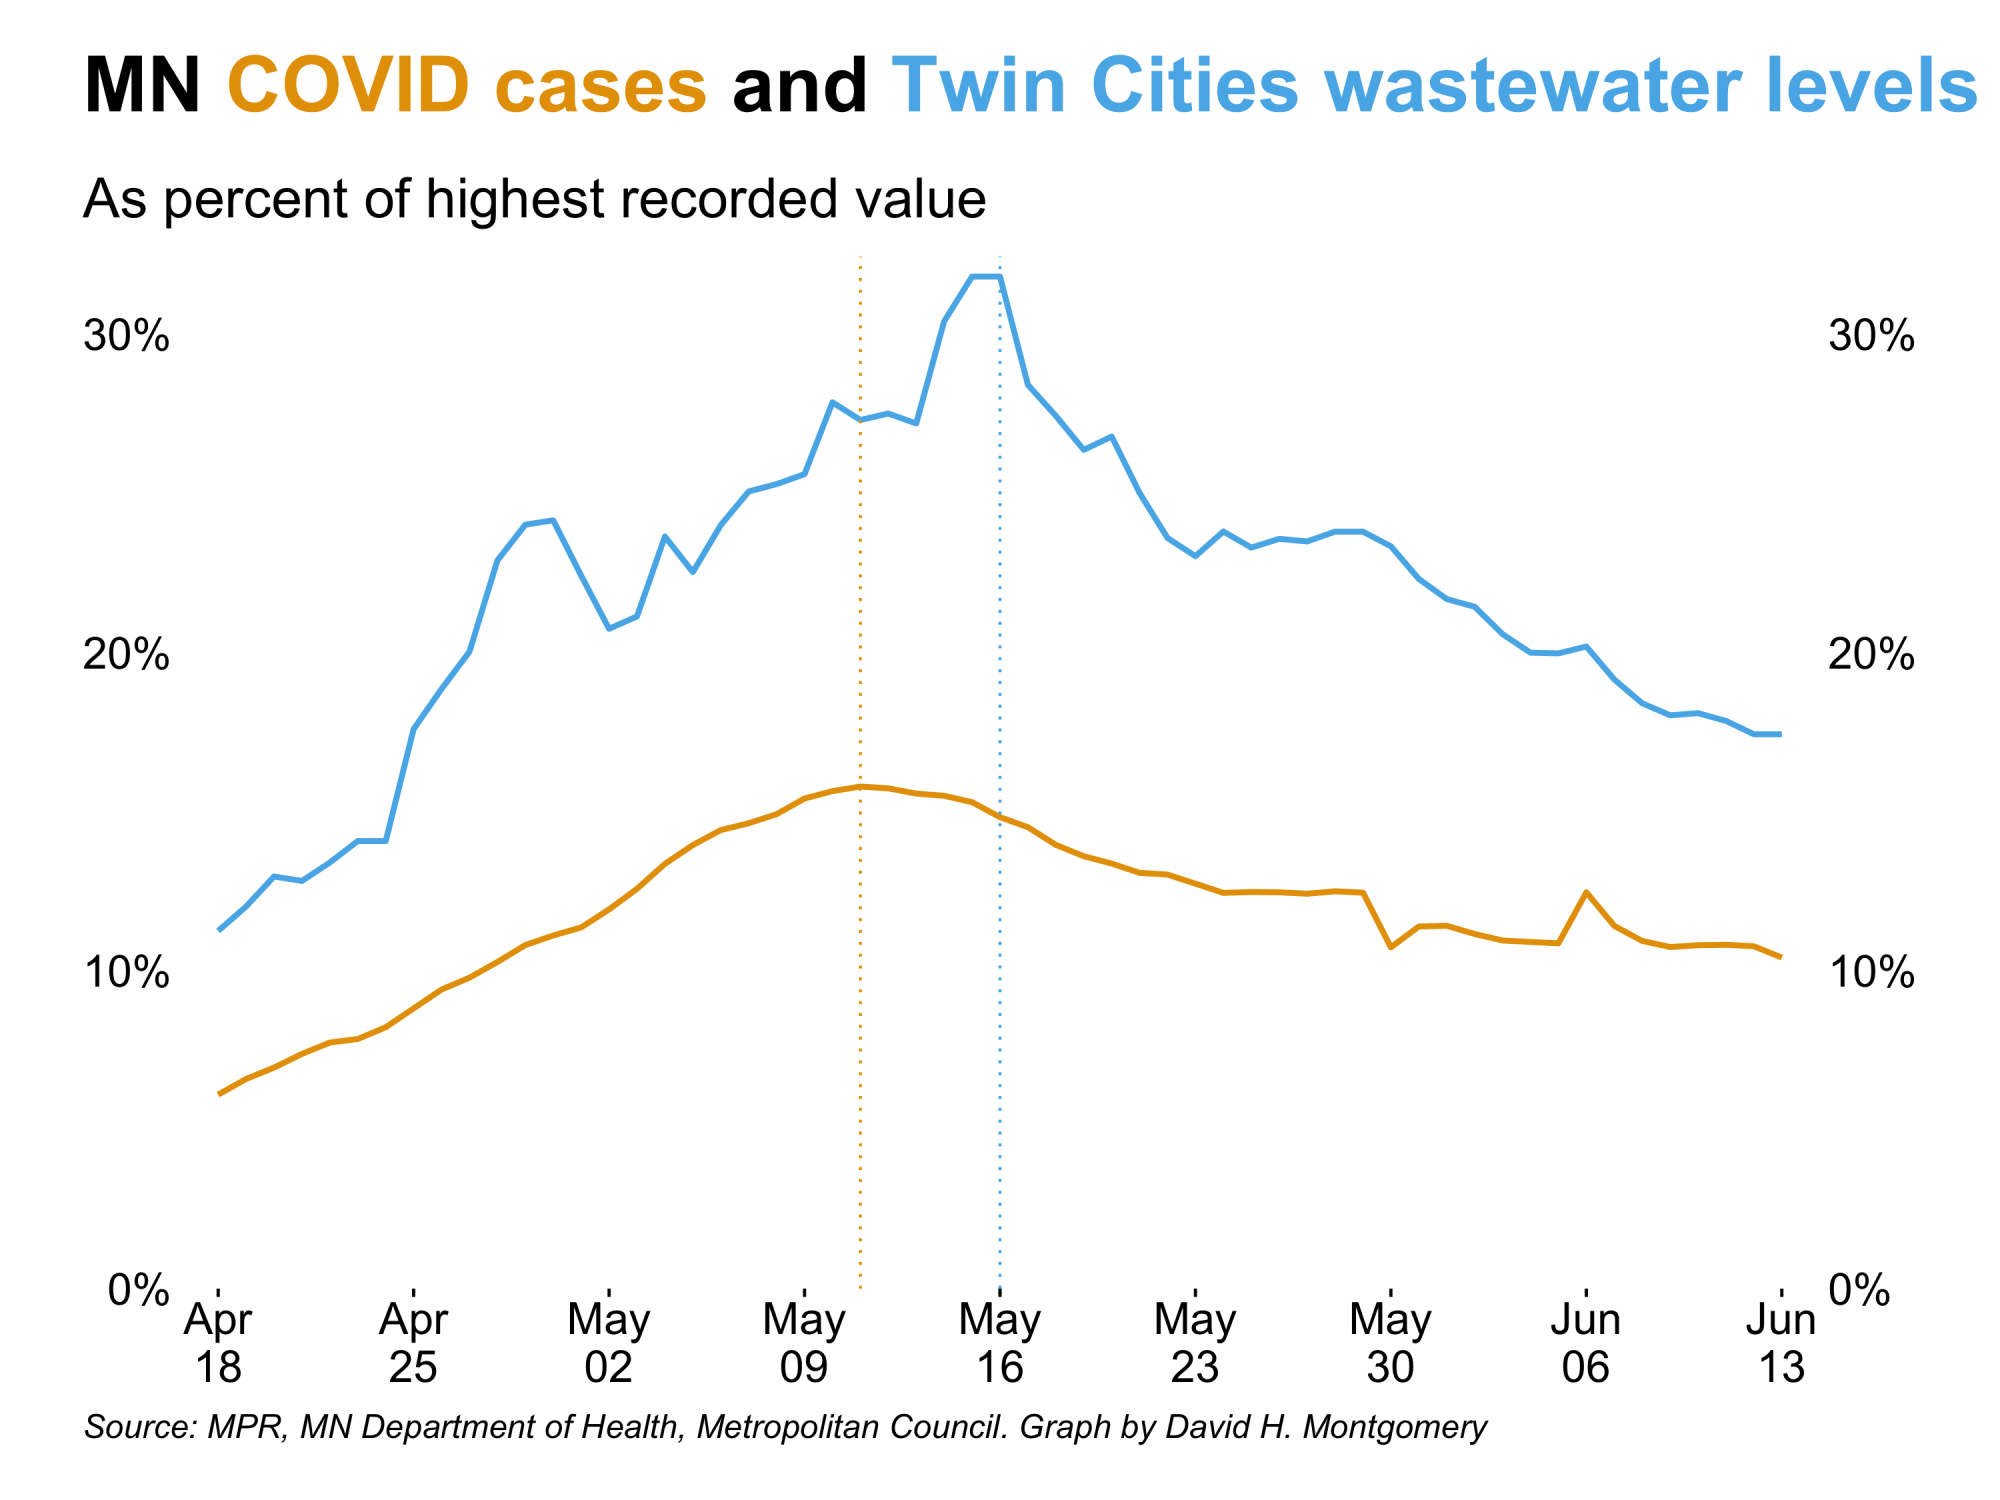 MN COVID cases and Twin Cities wastewater levels
As percent of highest recorded value
30% 30%
20% 20%
10% 10%
0% 0%
Apr Apr May May May May May Jun Jun
18 25 02 09 16 23 30 06 13
Source: MPR, MN Department of Health, Metropolitan Council. Graph by David H. Montgomery